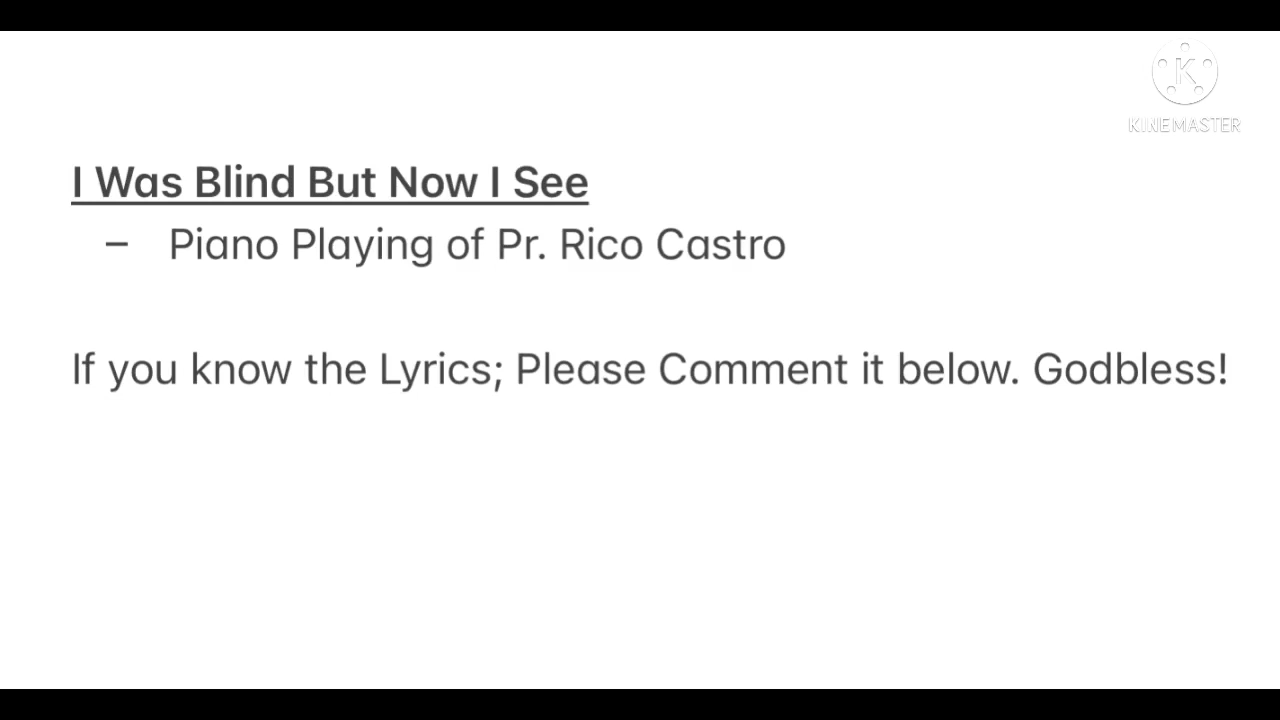 K
KINEMASTER
I Was Blind But Now I See
– Piano Playing of Pr. Rico Castro
If you know the Lyrics; Please Comment it below. Godbless!